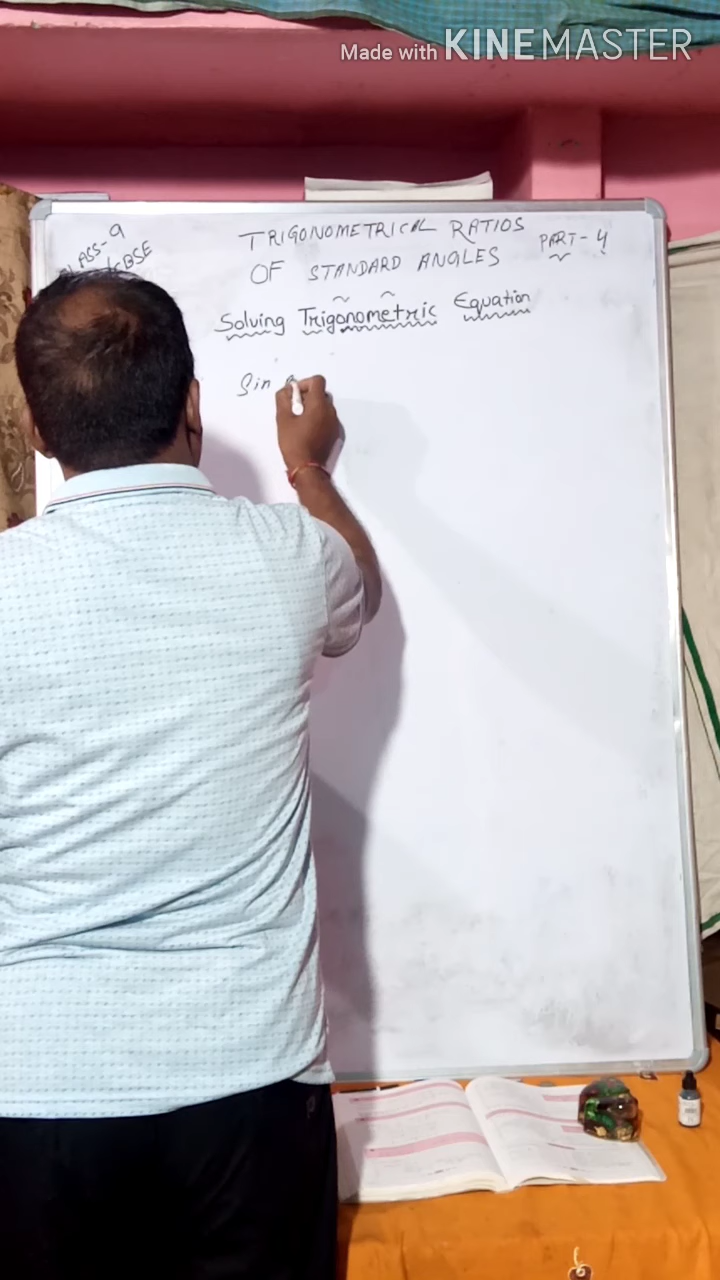 Made with KINEMASTER
CLASS-9
TRIGONOMETRICAL RATIOS
OF STANDARD ANGLES
PART-4
Solving Trigonometric Equation
Sin